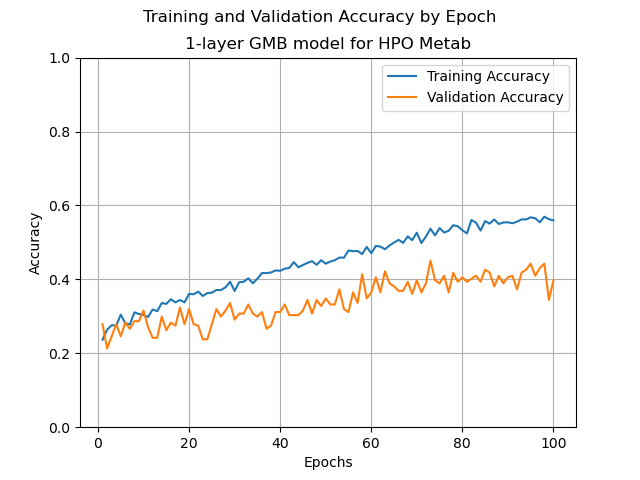 Training and Validation Accuracy by Epoch
1-layer GMB model for HPO Metab
1.0
Training Accuracy
Validation Accuracy
0.8
0.6
Accuracy
0.4
0.2
0.0
0 20 40 60 80 100
Epochs